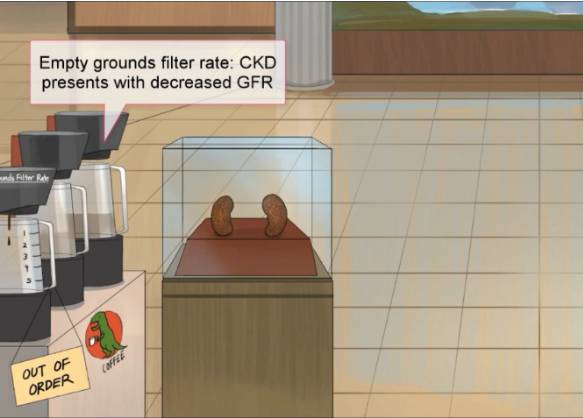 Empty grounds filter rate: CKD
presents with decreased GFR
unds Filter Rate
1
2
3
4
5
OUT OF
ORDER
COFFEE